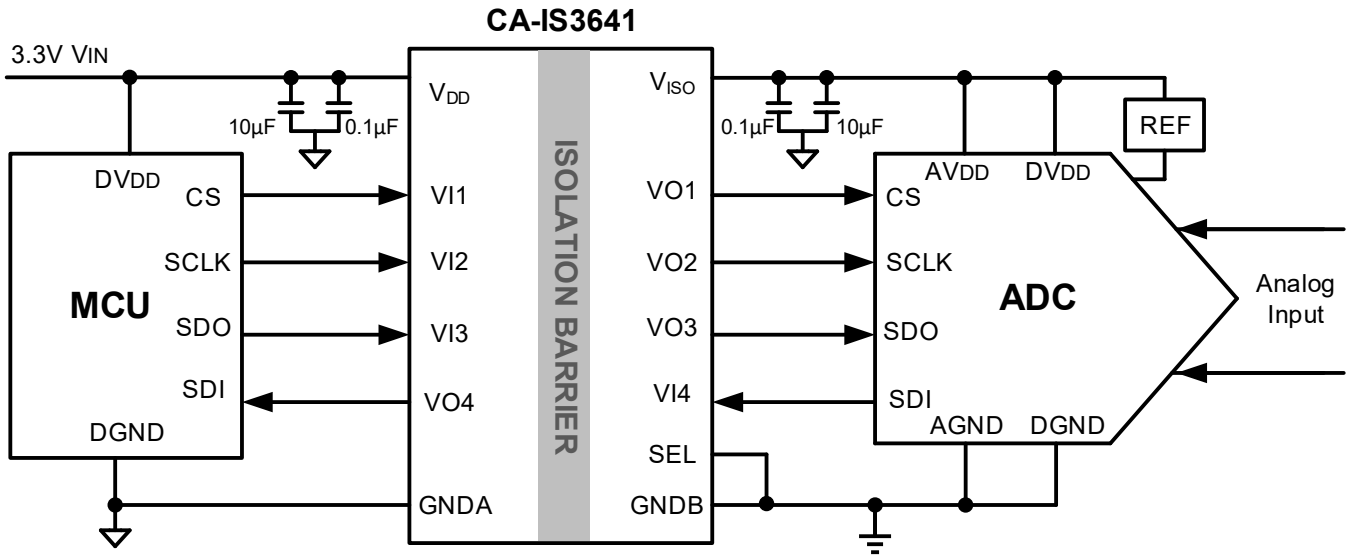 CA-IS3641
3.3V VIN
10µF
0.1µF
VDD
VISO
0.1µF
10µF
REF
DVDD
AVDD
DVDD
CS
VI1
VO1
CS
SCLK
VI2
VO2
SCLK
MCU
ISOLATION BARRIER
ADC
Analog
Input
SDO
VI3
VO3
SDO
SDI
VO4
VI4
SDI
DGND
SEL
AGND
DGND
GNDA
GNDB